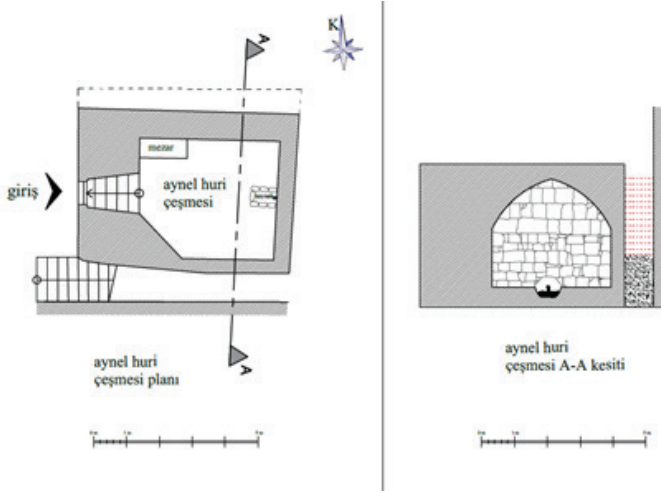 A
K
mezar
giriş
aynel huri
çeşmesi
A
aynel huri
çeşmesi planı
aynel huri
çeşmesi A-A kesiti